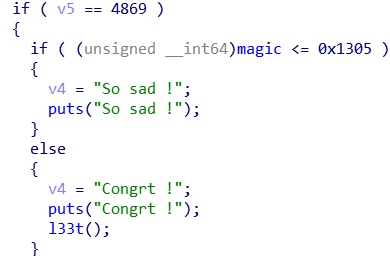 if ( v5 == 4869 )
{
if ( (unsigned __int64)magic <= 0x1305 )
{
v4 = "So sad !";
puts("So sad !");
}
else
{
v4 = "Congrt !";
puts("Congrt !");
l33t();
}